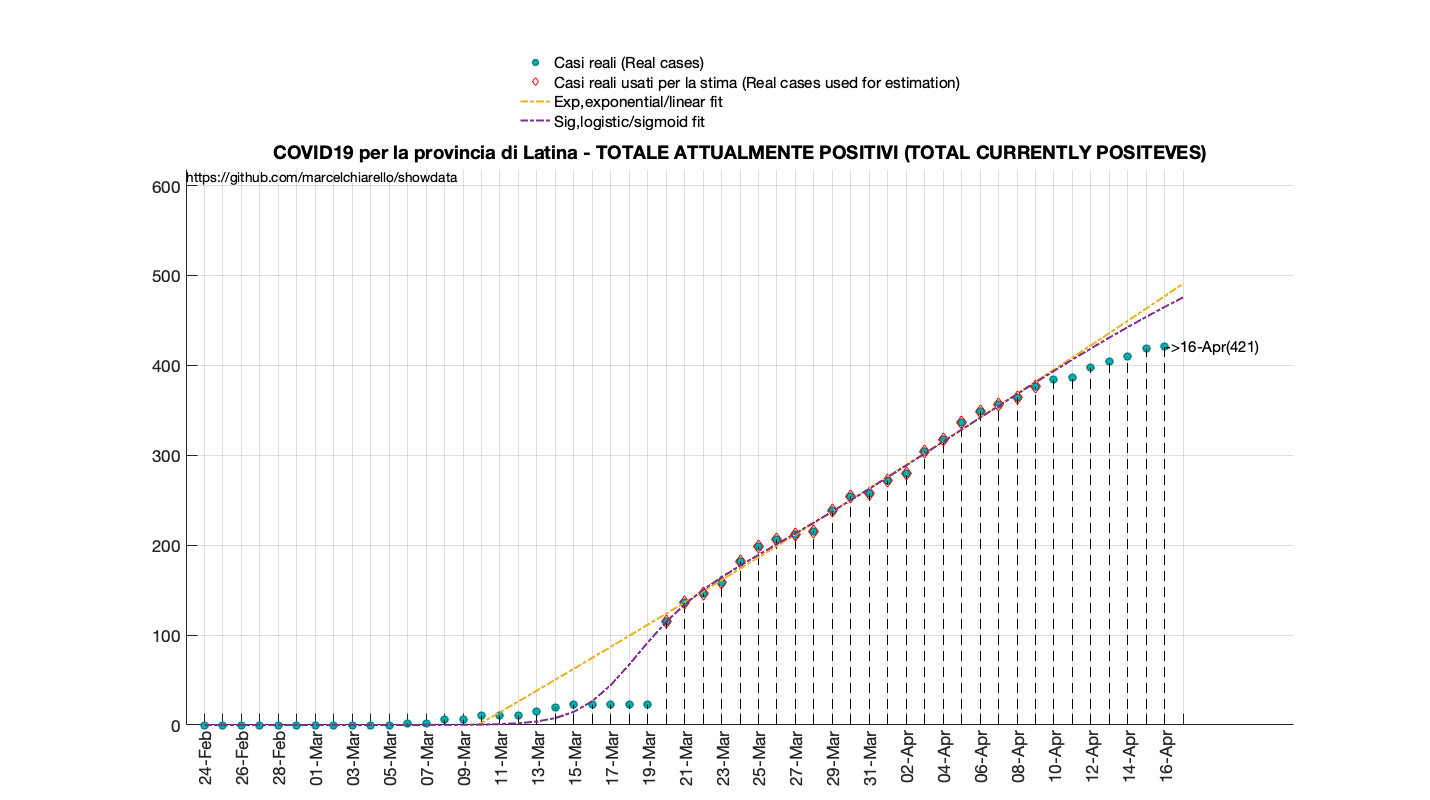 Casi reali (Real cases)
Casi reali usati per la stima (Real cases used for estimation)
Exp,exponential/linear fit
Sig,logistic/sigmoid fit
COVID19 per la provincia di Latina - TOTALE ATTUALMENTE POSITIVI (TOTAL CURRENTLY POSITEVES)
https://github.com/marcelchiarello/showdata
600
500
400
300
200
100
0
->16-Apr(421)
24-Feb
26-Feb
28-Feb
01-Mar
03-Mar
05-Mar
07-Mar
09-Mar
11-Mar
13-Mar
15-Mar
17-Mar
19-Mar
21-Mar
23-Mar
25-Mar
27-Mar
29-Mar
31-Mar
02-Apr
04-Apr
06-Apr
08-Apr
10-Apr
12-Apr
14-Apr
16-Apr